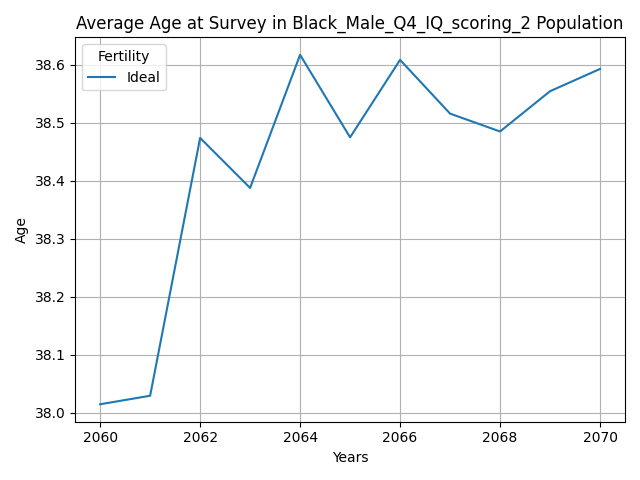 Average Age at Survey in Black_Male_Q4_IQ_scoring_2 Population
Fertility
Ideal
38.6
38.5
38.4
38.3
38.2
38.1
38.0
Age
2060 2062 2064 2066 2068 2070
Years